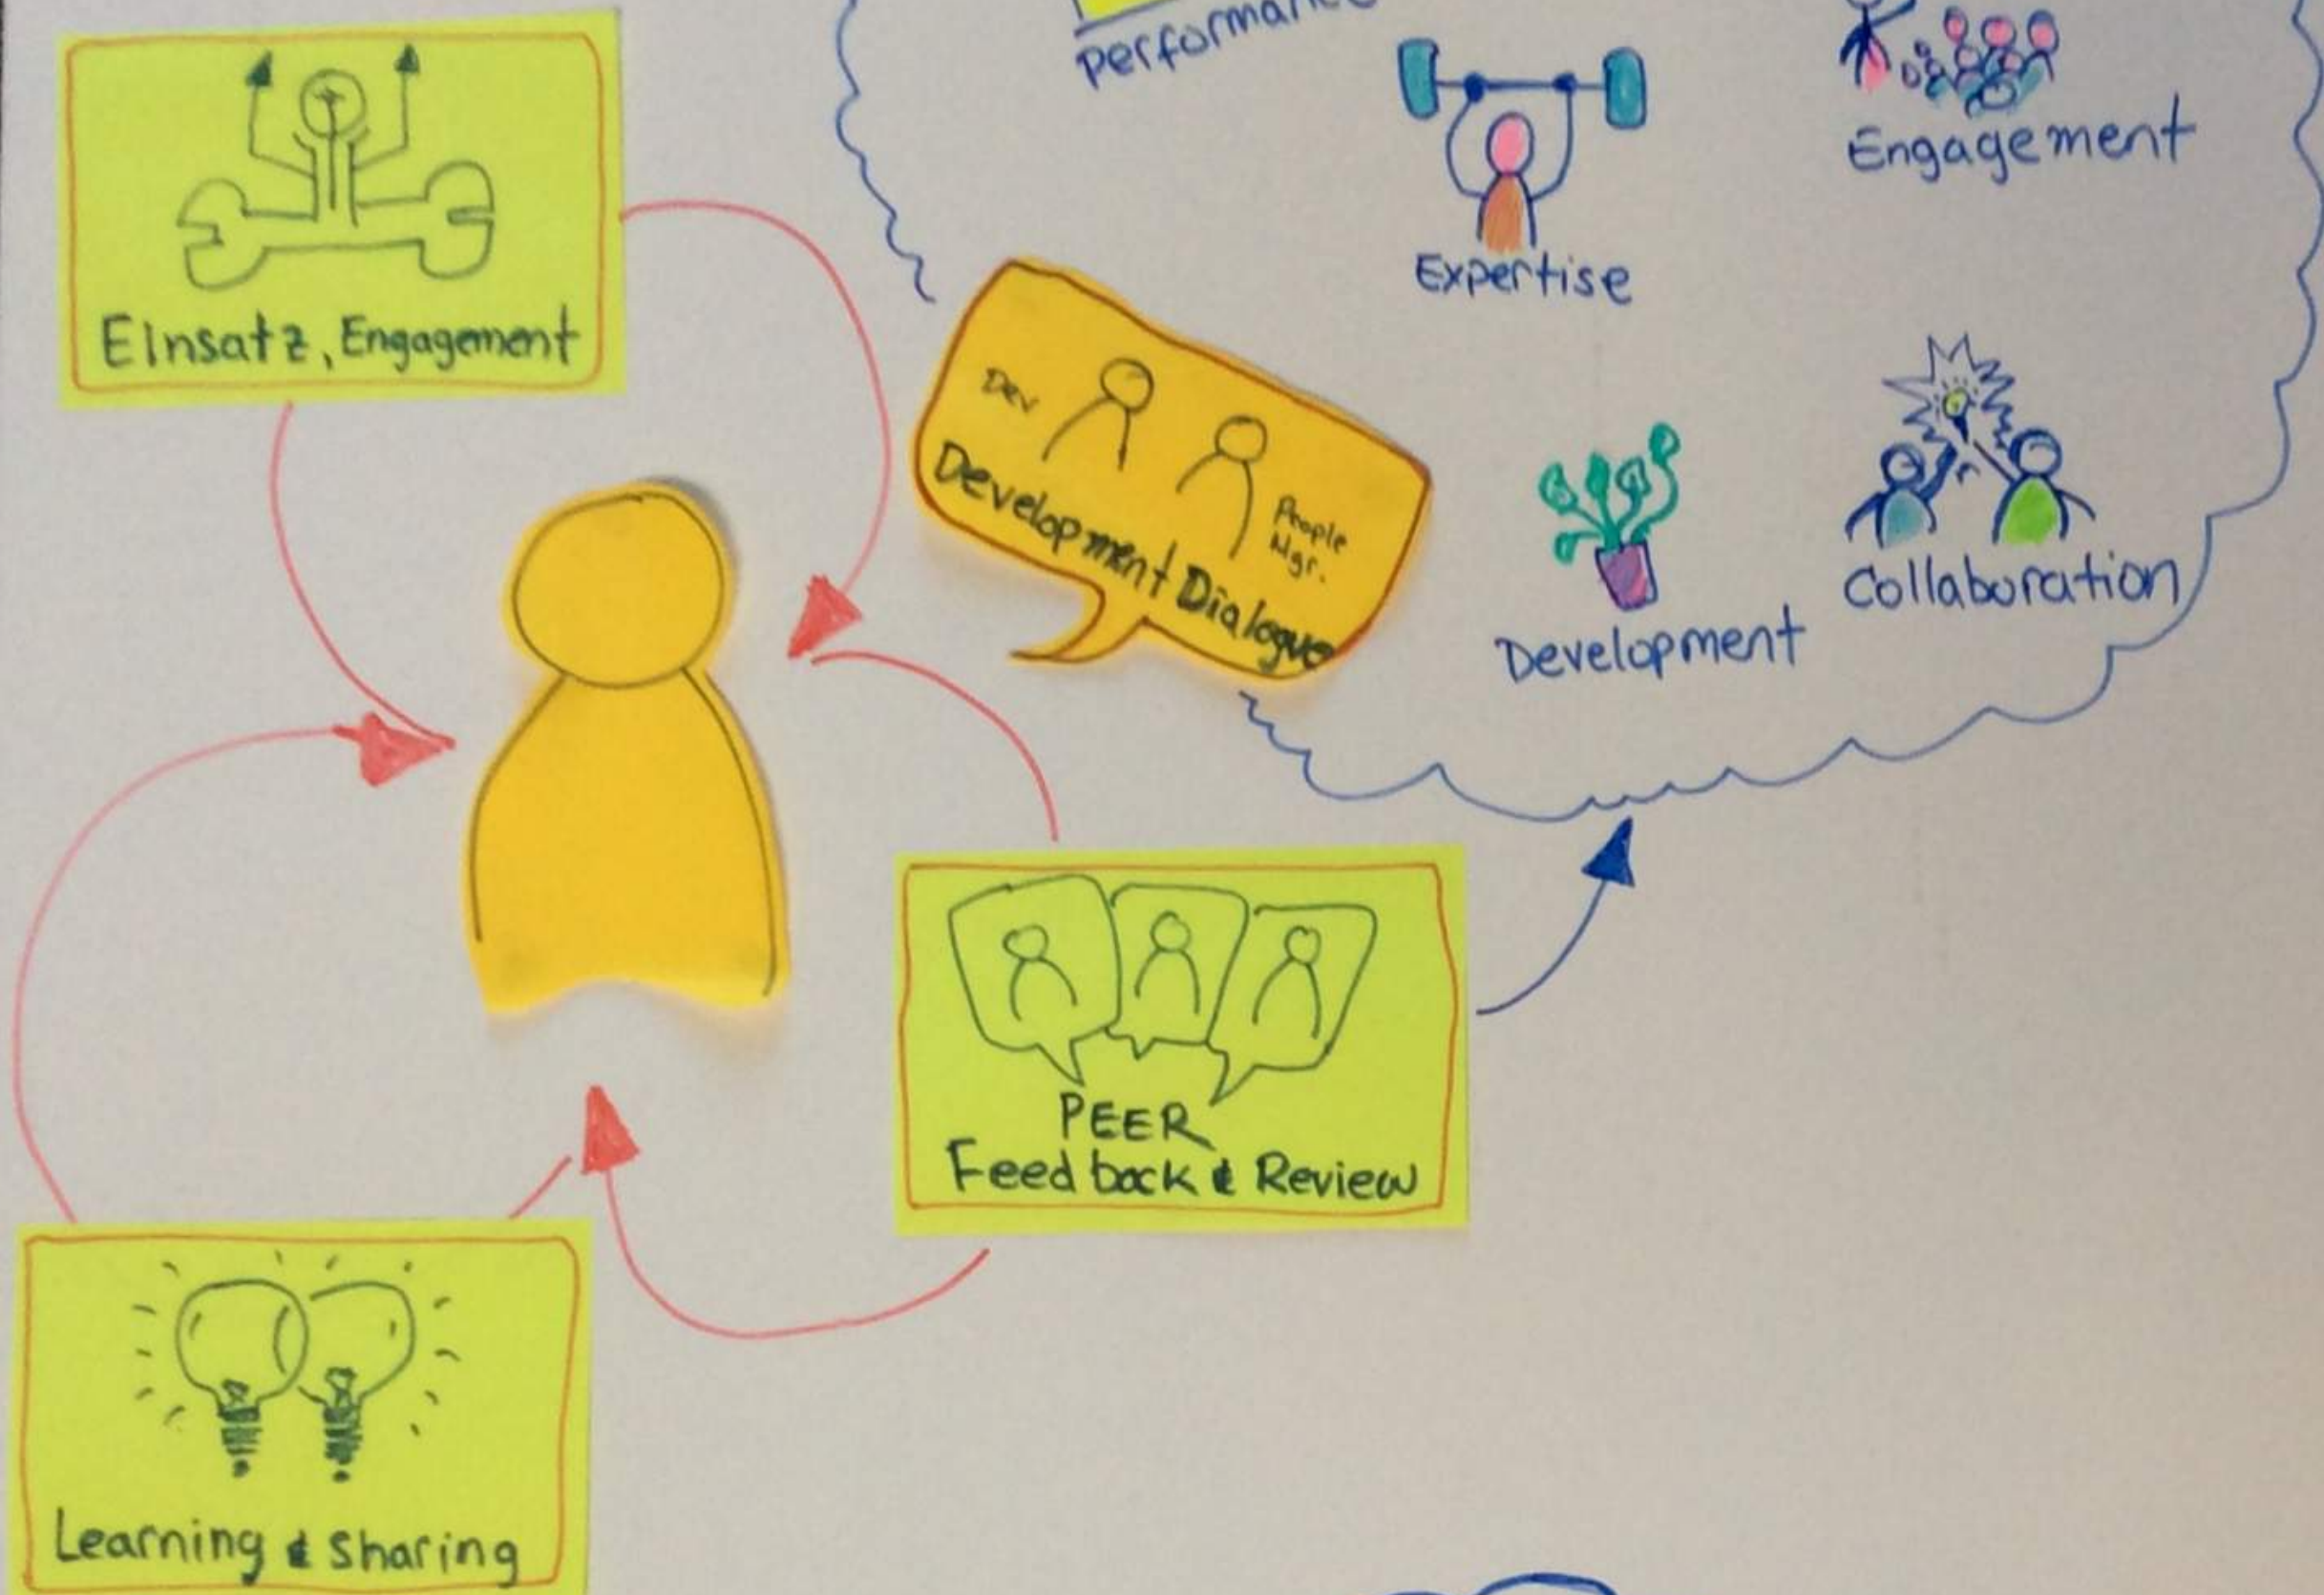 Performance
Engagement
Expertise
EInsatz, Engagement
Dev
People
Mgr.
Development Dialogue
Collaboration
Development
PEER
Feedback & Review
Learning & Sharing